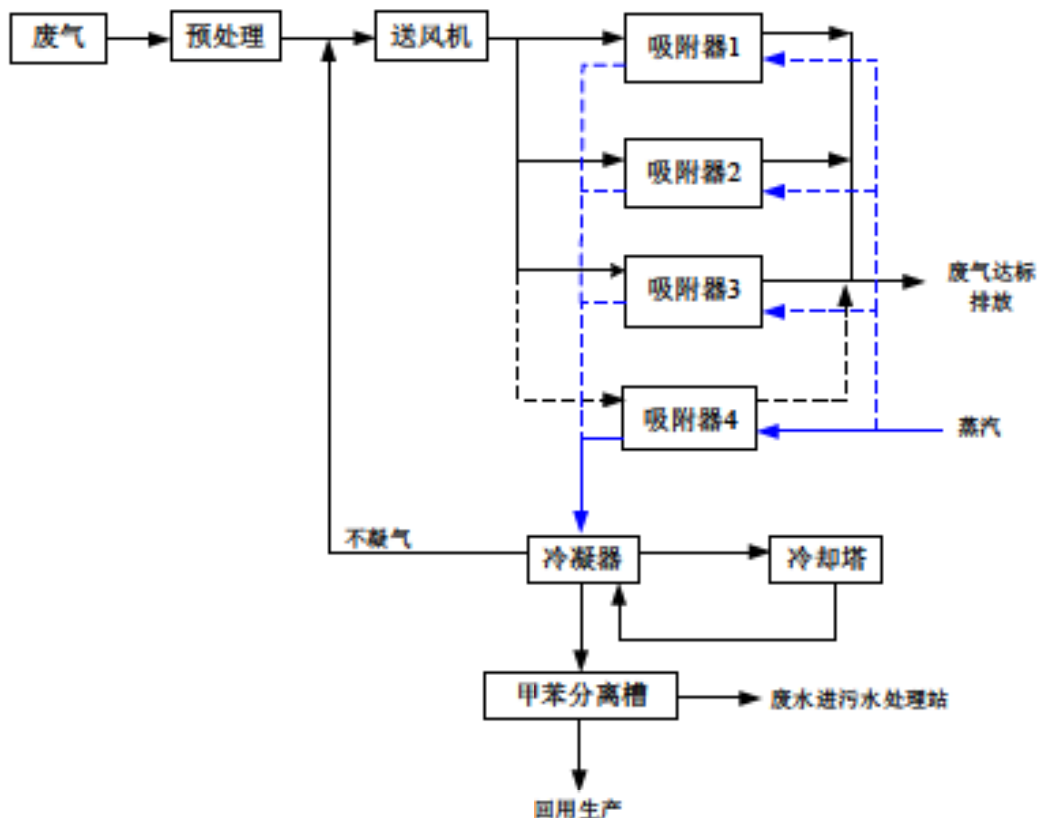 废气
预处理
送风机
吸附器1
吸附器2
吸附器3
废气达标
排放
吸附器4
蒸汽
不凝气
冷凝器
冷却塔
甲苯分离槽
废水进污水处理站
回用生产